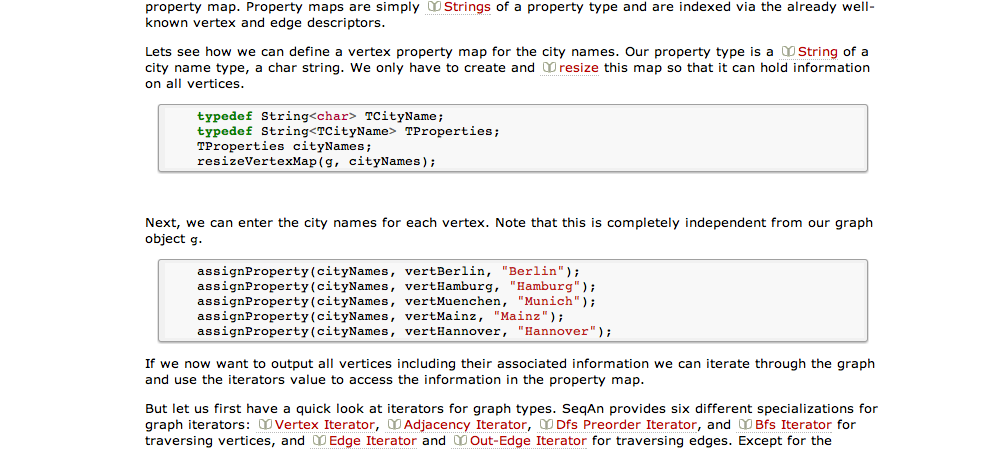 property map. Property maps are simply Strings of a property type and are indexed via the already well-
known vertex and edge descriptors.
Lets see how we can define a vertex property map for the city names. Our property type is a String of a
city name type, a char string. We only have to create and resize this map so that it can hold information
on all vertices.
typedef String<char> TCityName;
typedef String<TCityName> TProperties;
TProperties cityNames;
resizeVertexMap(g, cityNames);
Next, we can enter the city names for each vertex. Note that this is completely independent from our graph
object g.
assignProperty(cityNames, vertBerlin, "Berlin");
assignProperty(cityNames, vertHamburg, "Hamburg");
assignProperty(cityNames, vertMuenchen, "Munich");
assignProperty(cityNames, vertMainz, "Mainz");
assignProperty(cityNames, vertHannover, "Hannover");
If we now want to output all vertices including their associated information we can iterate through the graph
and use the iterators value to access the information in the property map.
But let us first have a quick look at iterators for graph types. SeqAn provides six different specializations for
graph iterators: Vertex Iterator, Adjacency Iterator, Dfs Preorder Iterator, and Bfs Iterator for
traversing vertices, and Edge Iterator and Out-Edge Iterator for traversing edges. Except for the